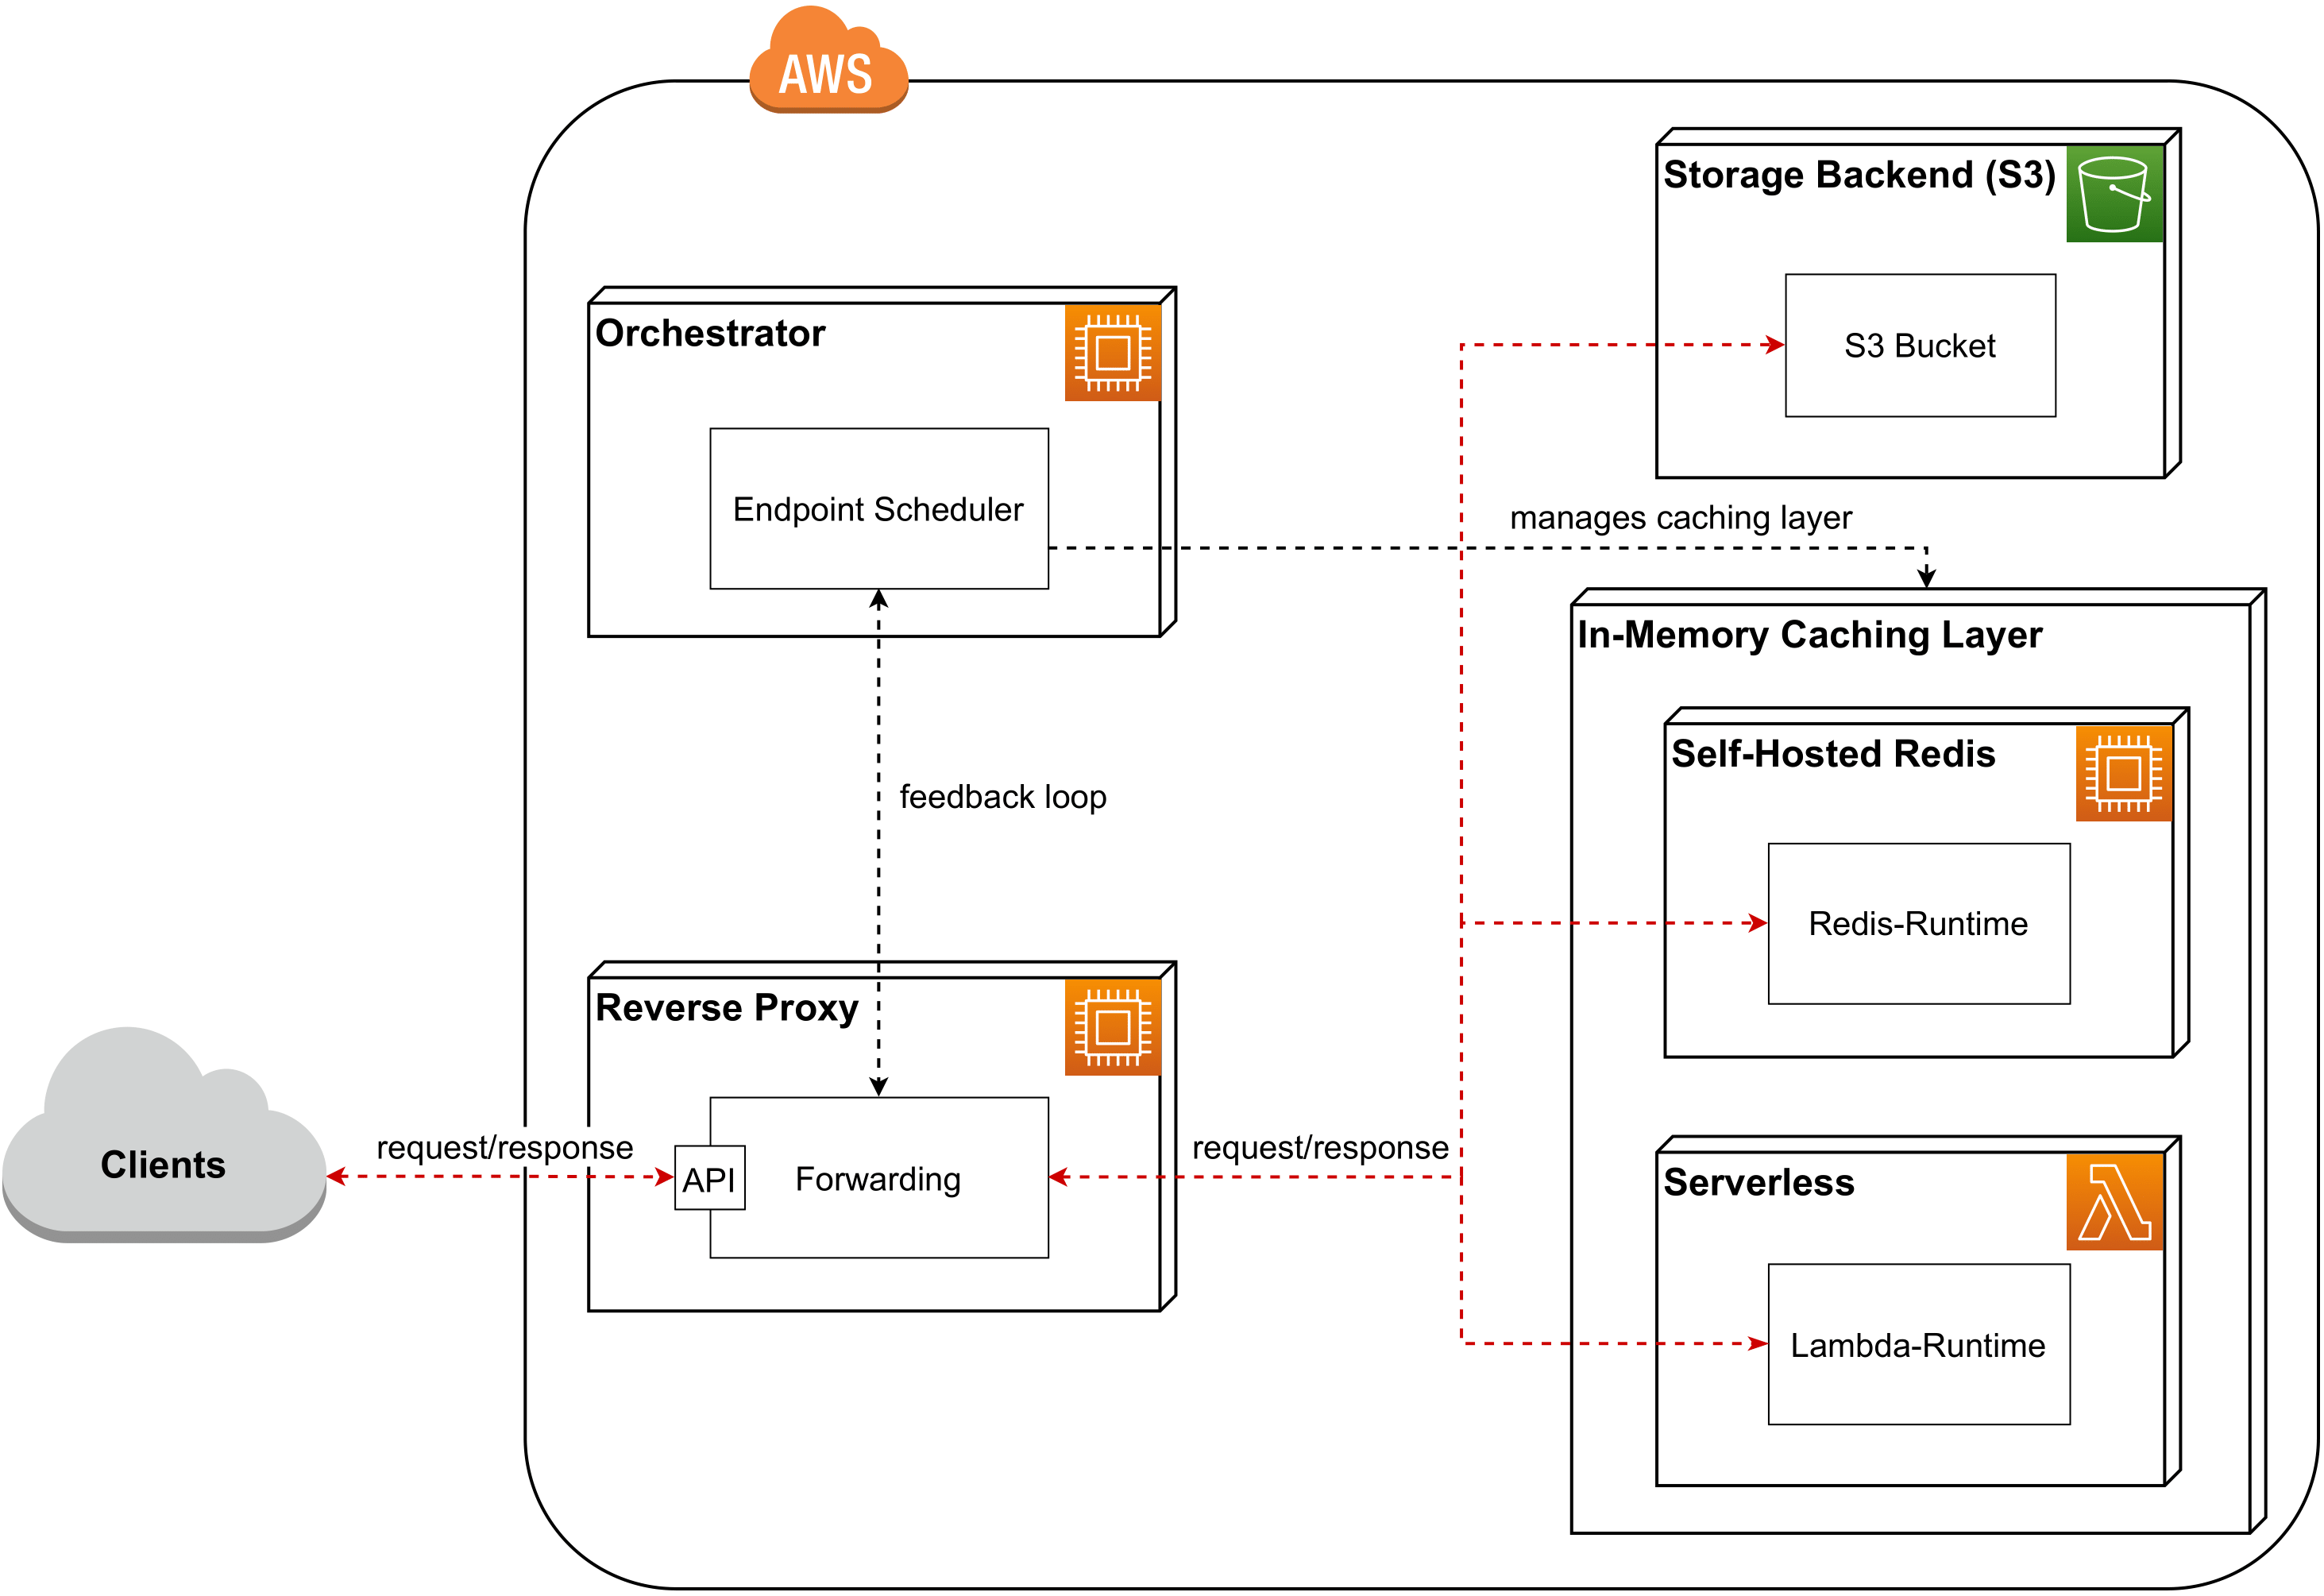 AWS
Storage Backend (S3)
S3 Bucket
Orchestrator
Endpoint Scheduler
manages caching layer
In-Memory Caching Layer
Self-Hosted Redis
Redis-Runtime
feedback loop
Reverse Proxy
Clients
request/response
API
Forwarding
request/response
Serverless
Lambda-Runtime